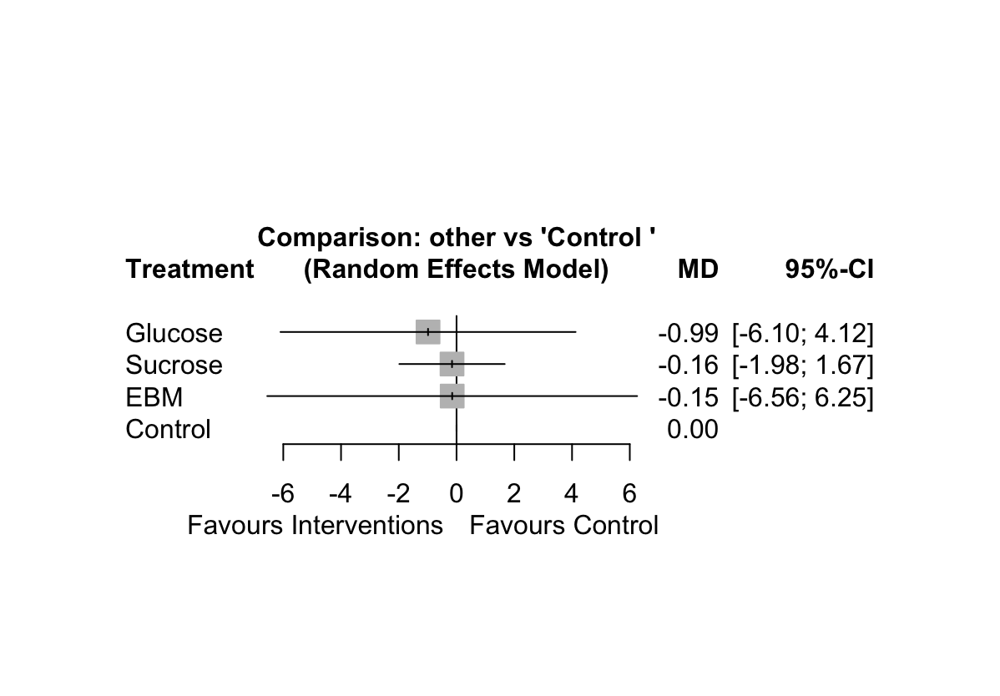 Comparison: other vs 'Control '
Treatment (Random Effects Model) MD 95%-CI
Glucose -0.99 [-6.10; 4.12]
Sucrose -0.16 [-1.98; 1.67]
EBM -0.15 [-6.56; 6.25]
Control 0.00
-6 -4 -2 0 2 4 6
Favours Interventions Favours Control